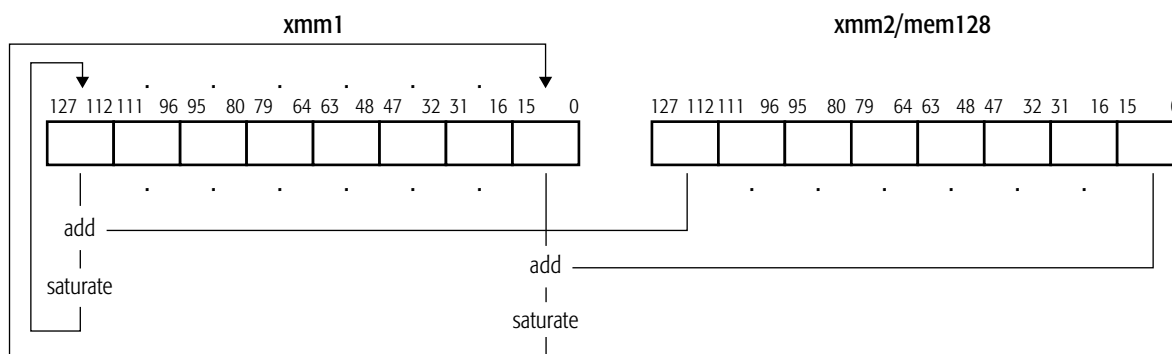 xmm1 xmm2/mem128
127 112 111 96 95 80 79 64 63 48 47 32 31 16 15 0 127 112 111 96 95 80 79 64 63 48 47 32 31 16 15
add
add
saturate
saturate